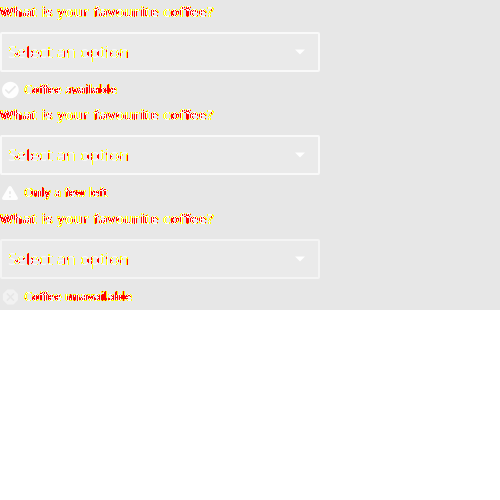 What is your favourite coffee?
Select an option
Coffee available
What is your favourite coffee?
Select an option
Only a few left
What is your favourite coffee?
Select an option
Coffee unavailable